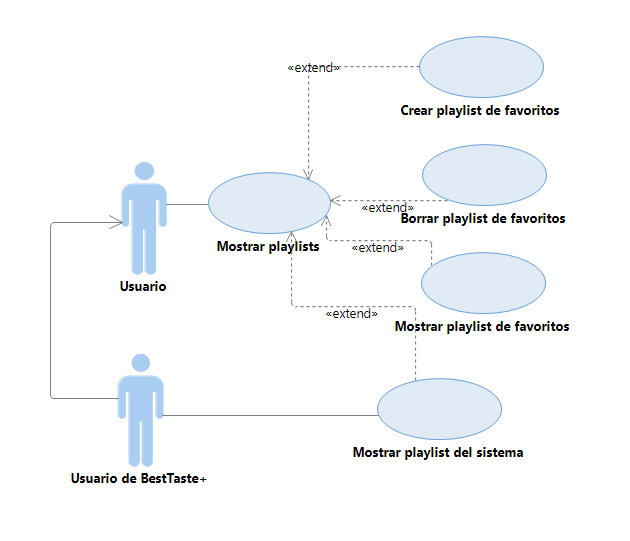 «extend»
Crear playlist de favoritos
«extend»
Borrar playlist de favoritos
Mostrar playlists
«extend»
Usuario
«extend»
Mostrar playlist de favoritos
Mostrar playlist del sistema
Usuario de BestTaste+